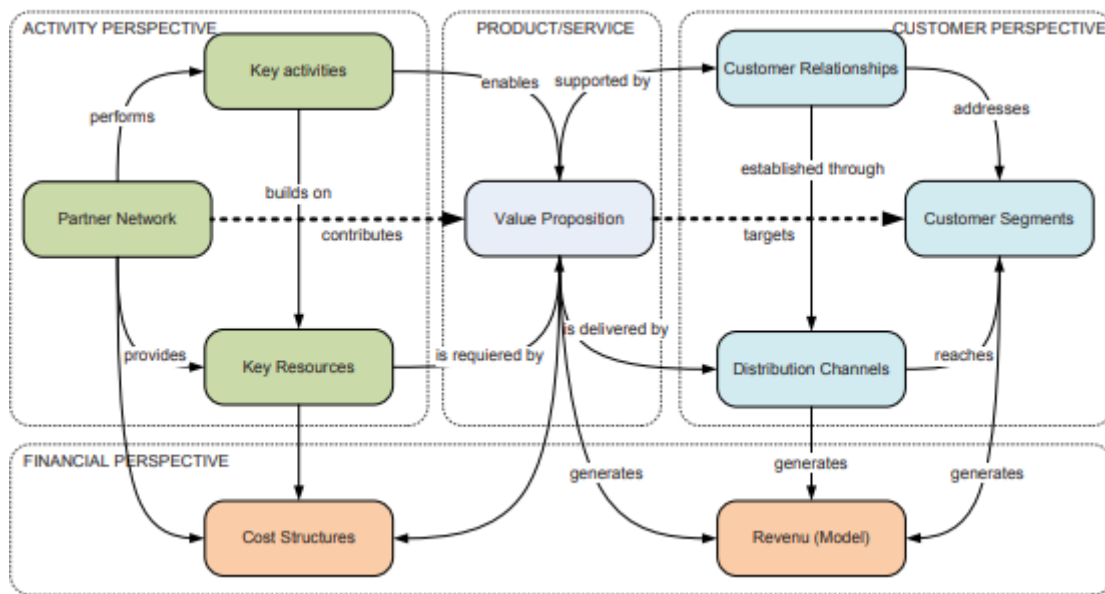 ACTIVITY PERSPECTIVE
PRODUCT/SERVICE
CUSTOMER PERSPECTIVE
Key activities
Customer Relationships
enables
supported by
performs
addresses
builds on
established through
Partner Network
Value Proposition
Customer Segments
contributes
targets
provides
Key Resources
is requiered by
is delivered by
Distribution Channels
reaches
FINANCIAL PERSPECTIVE
generates
generates
generates
Cost Structures
Revenu (Model)